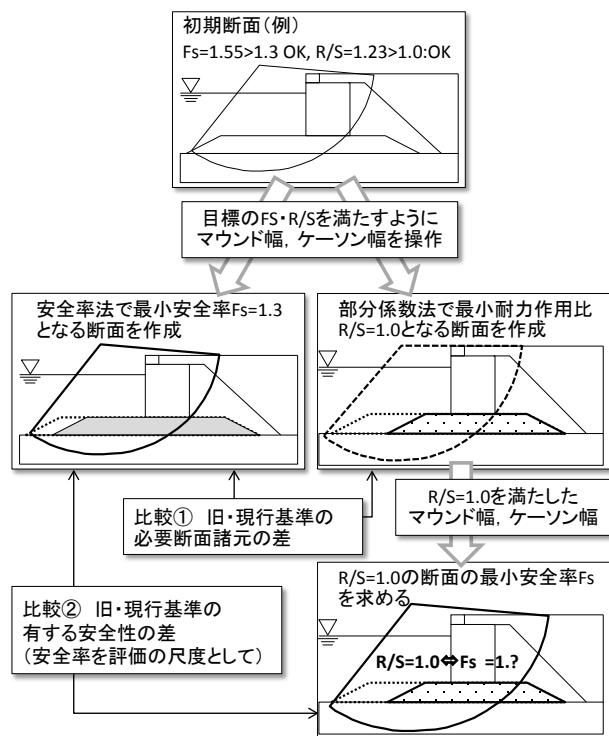 初期断面（例）
Fs=1.55>1.3 OK, R/S=1.23>1.0:OK
目標のFS・R/Sを満たすように
マウンド幅，ケーソン幅を操作
安全率法で最小安全率Fs=1.3
となる断面を作成
部分係数法で最小耐力作用比
R/S=1.0となる断面を作成
比較① 旧・現行基準の
必要断面諸元の差
R/S=1.0を満たした
マウンド幅，ケーソン幅
比較② 旧・現行基準の
有する安全性の差
（安全率を評価の尺度として）
R/S=1.0の断面の最小安全率Fs
を求める
R/S=1.0⇔Fs =1.?